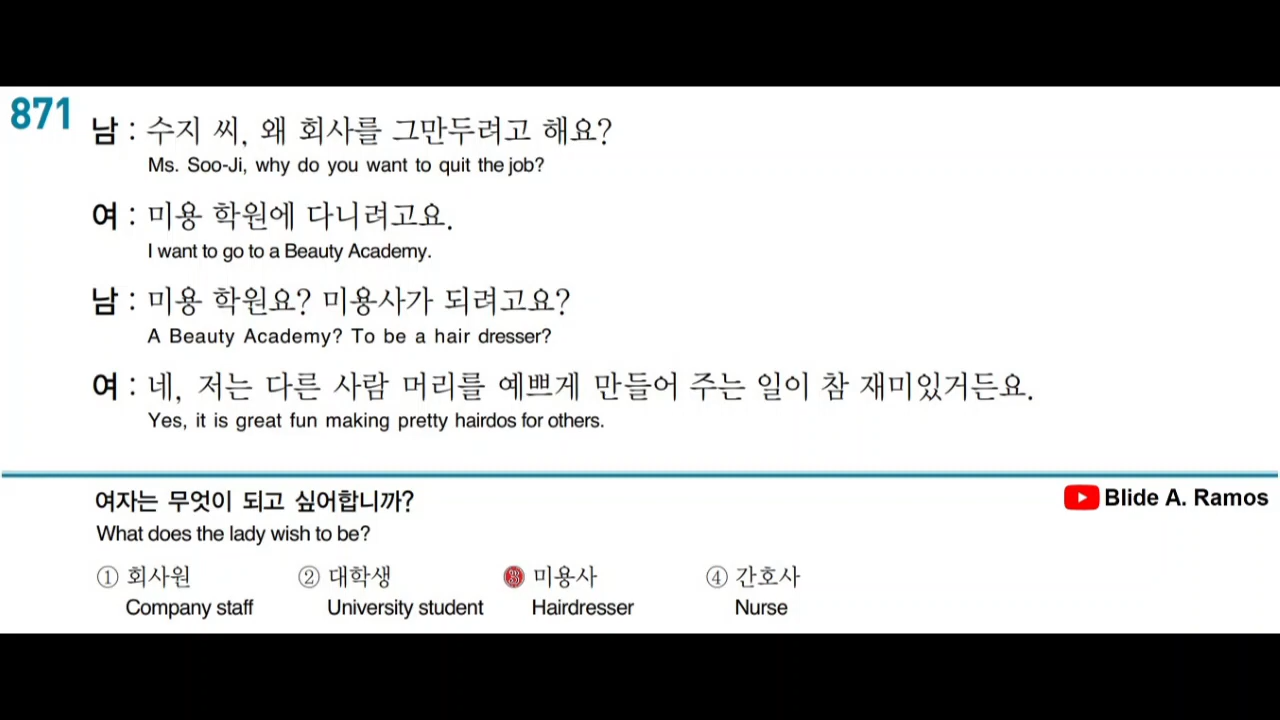 871
남 : 수지 씨, 왜 회사를 그만두려고 해요?
Ms. Soo-Ji, why do you want to quit the job?
여 : 미용 학원에 다니려고요.
I want to go to a Beauty Academy.
남 : 미용 학원요? 미용사가 되려고요?
A Beauty Academy? To be a hair dresser?
여 : 네, 저는 다른 사람 머리를 예쁘게 만들어 주는 일이 참 재미있거든요.
Yes, it is great fun making pretty hairdos for others.
여자는 무엇이 되고 싶어합니까?
Blide A. Ramos
What does the lady wish to be?
① 회사원 ② 대학생 ③ 미용사 ④ 간호사
Company staff University student Hairdresser Nurse